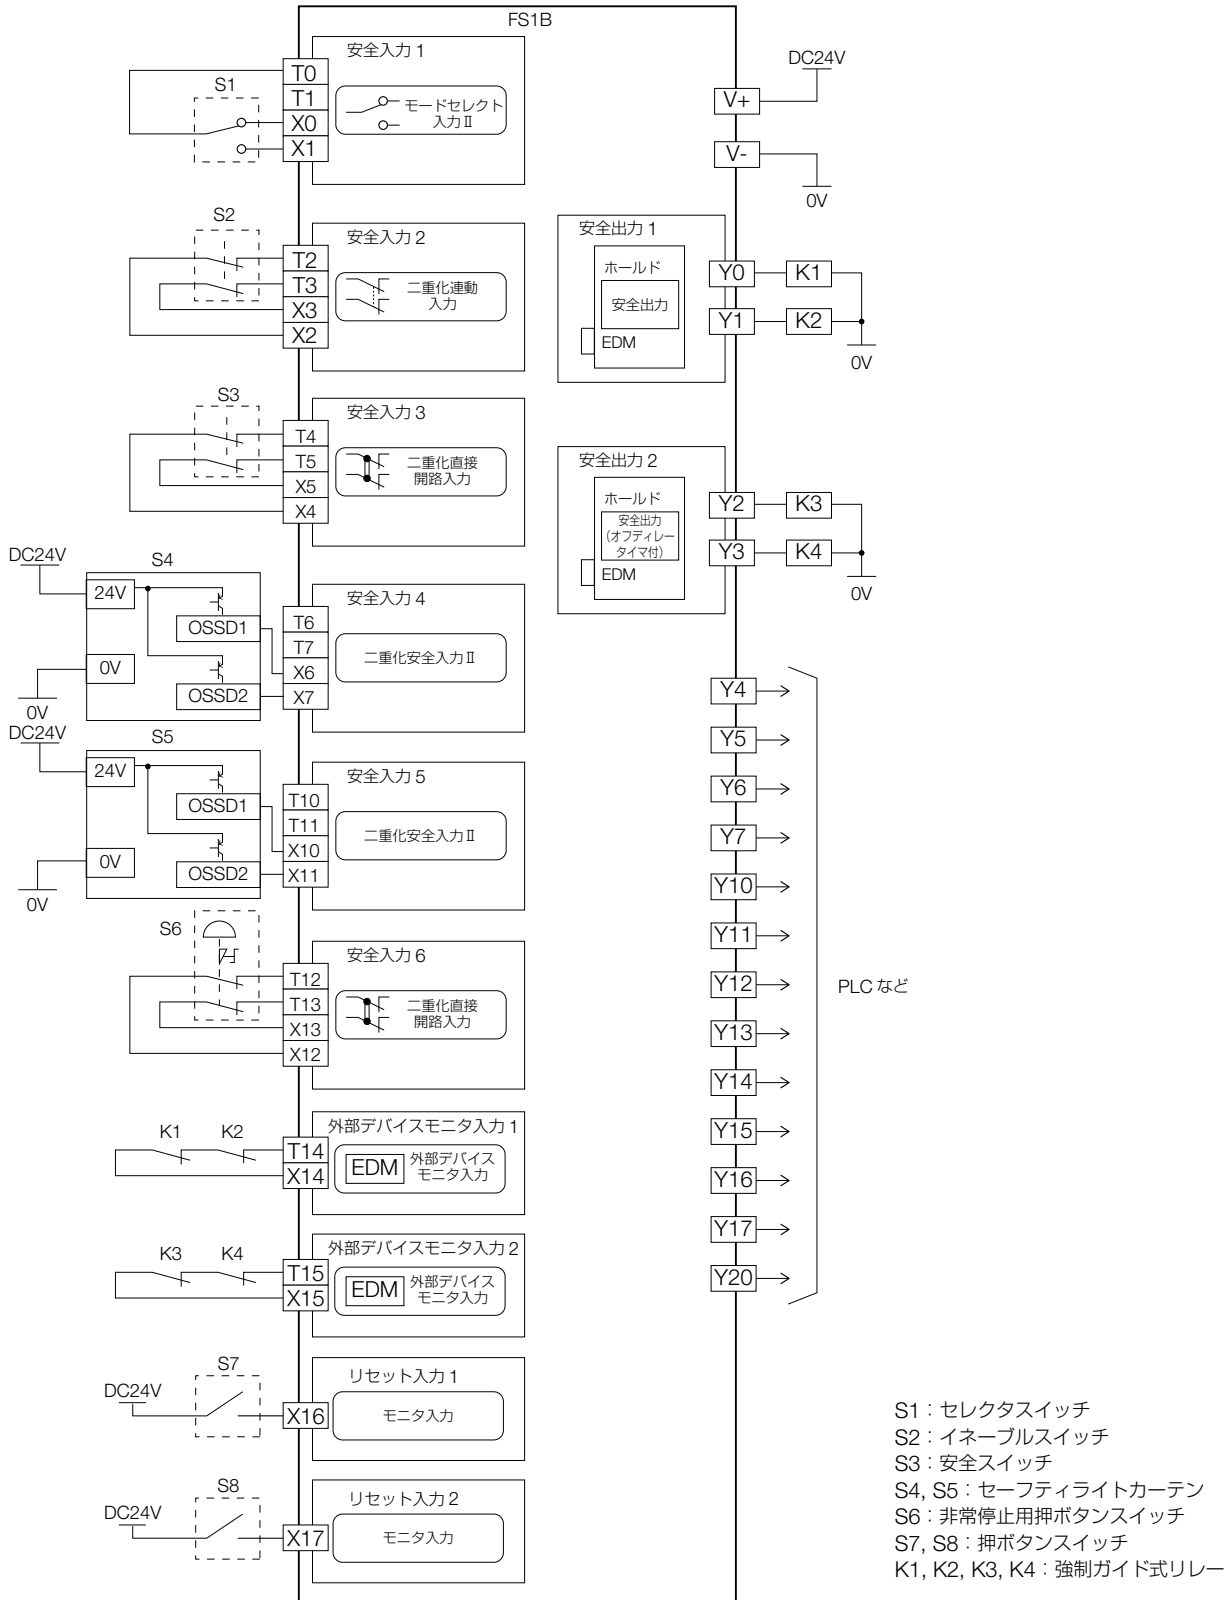 FS1B
安全入力 1
S1
T0
T1
X0
X1
モードセレクト
入力 II
S2
安全入力 2
T2
T3
X3
X2
二重化連動
入力
S3
安全入力 3
T4
T5
X5
X4
二重化直接
開路入力
DC24V
S4
24V
OSSD1
0V
OSSD2
0V
安全入力 4
T6
T7
X6
X7
二重化安全入力 II
DC24V
S5
24V
OSSD1
0V
OSSD2
0V
安全入力 5
T10
T11
X10
X11
二重化安全入力 II
S6
安全入力 6
T12
T13
X13
X12
二重化直接
開路入力
K1 K2
外部デバイスモニタ入力 1
T14
X14
EDM
外部デバイス
モニタ入力
K3 K4
外部デバイスモニタ入力 2
T15
X15
EDM
外部デバイス
モニタ入力
DC24V
S7
リセット入力 1
X16
モニタ入力
DC24V
S8
リセット入力 2
X17
モニタ入力
DC24V
V+
V-
0V
安全出力 1
ホールド
安全出力
EDM
Y0 K1
Y1 K2
0V
安全出力 2
ホールド
安全出力
(オフディレー
タイマ付)
EDM
Y2 K3
Y3 K4
0V
Y4
Y5
Y6
Y7
Y10
Y11
Y12
Y13
Y14
Y15
Y16
Y17
Y20
PLC など
S1：セレクタスイッチ
S2：イネーブルスイッチ
S3：安全スイッチ
S4, S5：セーフティライトカーテン
S6：非常停止用押ボタンスイッチ
S7, S8：押ボタンスイッチ
K1, K2, K3, K4：強制ガイド式リレー